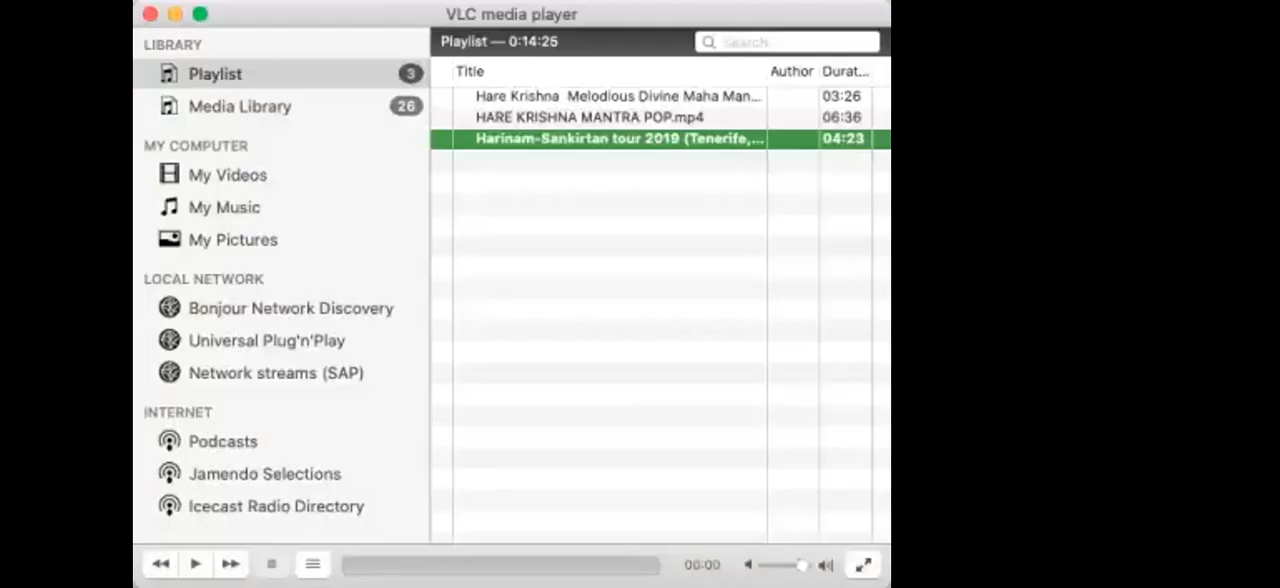 VLC media player
LIBRARY
Playlist 3
Media Library 26
MY COMPUTER
My Videos
My Music
My Pictures
LOCAL NETWORK
Bonjour Network Discovery
Universal Plug'n'Play
Network streams (SAP)
INTERNET
Podcasts
Jamendo Selections
Icecast Radio Directory
Playlist — 0:14:25
Search
Title Author Durat...
Hare Krishna Melodious Divine Maha Man... 03:26
HARE KRISHNA MANTRA POP.mp4 06:36
Harinam-Sankirtan tour 2019 (Tenerife,... 04:23
00:00